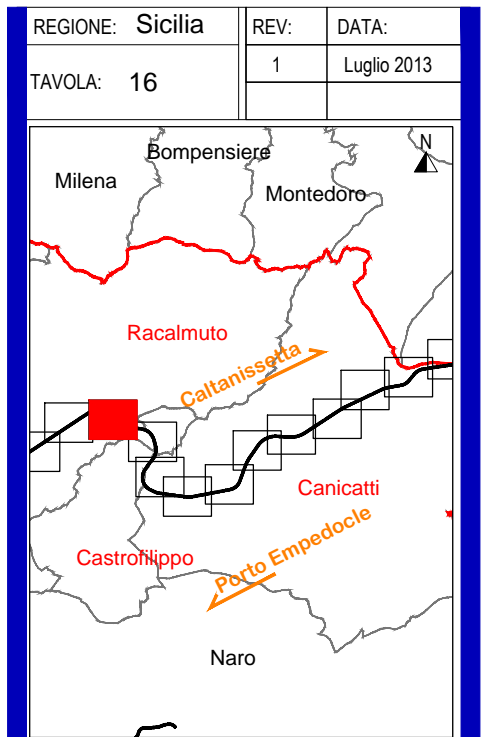 REGIONE: Sicilia
REV: DATA:
TAVOLA: 16
1 Luglio 2013
N
Bompensiere
Milena
Montedoro
Racalmuto
Caltanissetta
Canicatti
Porto Empedocle
Castrofilippo
Naro